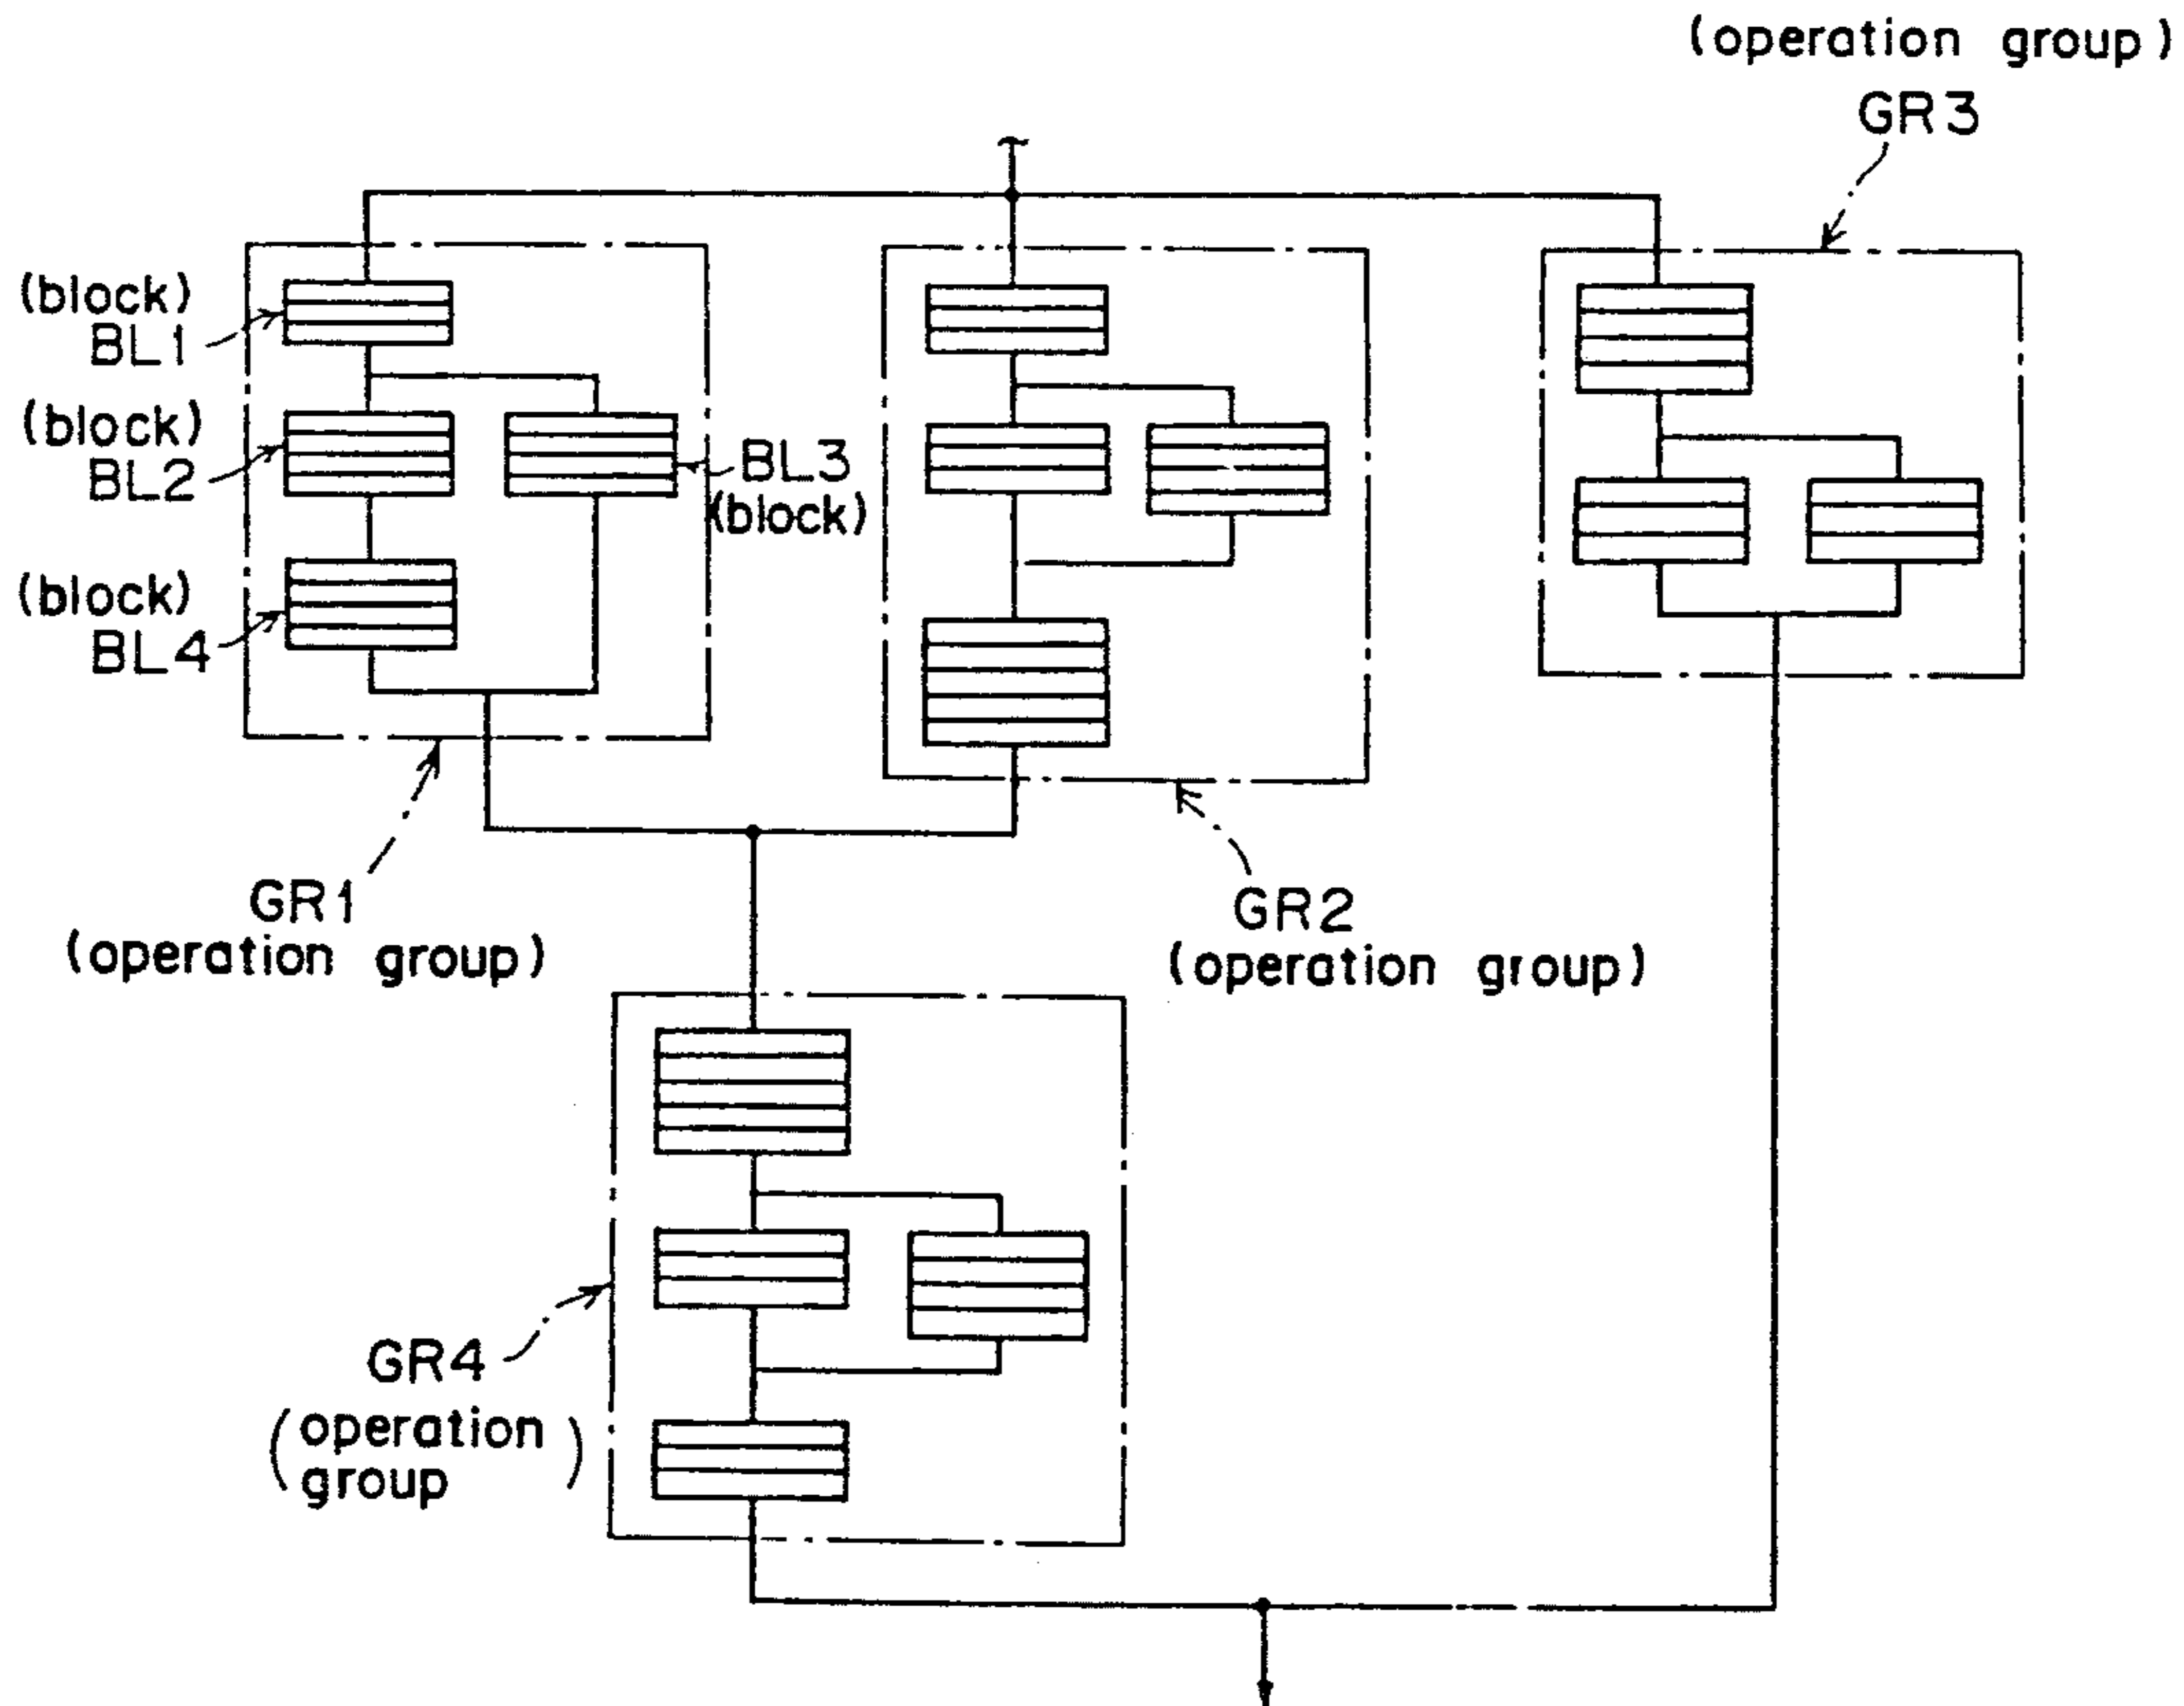 (operation group)
GR3
(block)
BL1
(block)
BL2
BL3
(block)
(block)
BL4
GR1
(operation group)
GR2
(operation group)
GR4
(operation
group)